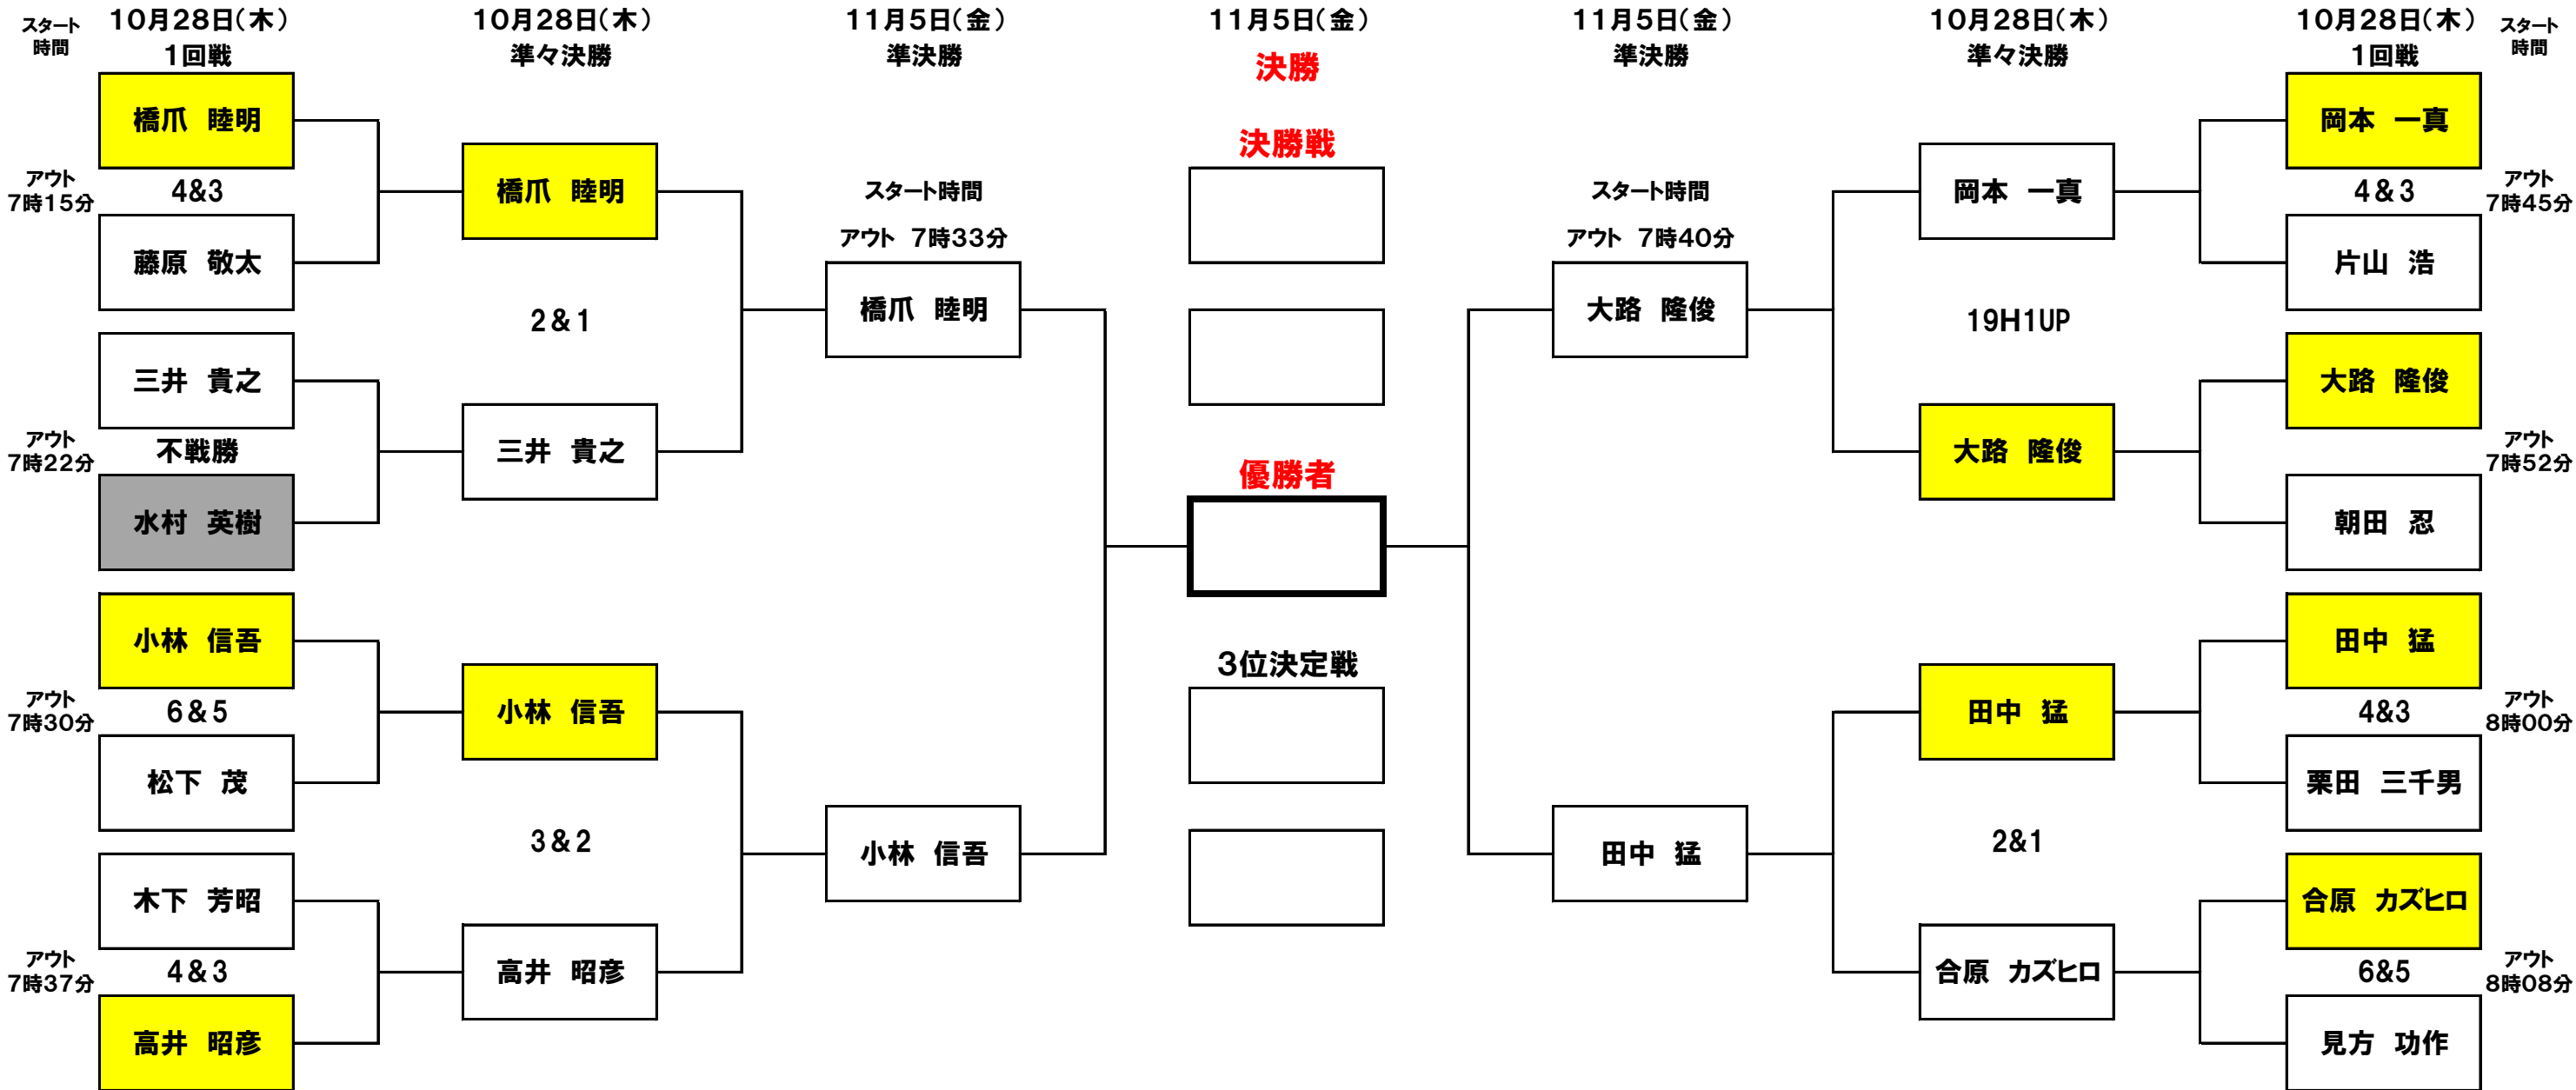 スタート
時間
10月28日(木)
1回戦
10月28日(木)
準々決勝
11月5日(金)
準決勝
11月5日(金)
決勝
11月5日(金)
準決勝
10月28日(木)
準々決勝
10月28日(木)
1回戦
スタート
時間
橋爪 睦明
アウト
7時15分
4&3
藤原 敬太
三井 貴之
アウト
7時22分
不戦勝
水村 英樹
小林 信吾
アウト
7時30分
6&5
松下 茂
木下 芳昭
アウト
7時37分
4&3
高井 昭彦
橋爪 睦明
2&1
三井 貴之
小林 信吾
3&2
高井 昭彦
スタート時間
アウト 7時33分
橋爪 睦明
小林 信吾
決勝戦
優勝者
3位決定戦
スタート時間
アウト 7時40分
大路 隆俊
田中 猛
岡本 一真
19H1UP
大路 隆俊
田中 猛
2&1
合原 カズヒロ
岡本 一真
4&3
アウト
7時45分
片山 浩
大路 隆俊
アウト
7時52分
朝田 忍
田中 猛
4&3
アウト
8時00分
栗田 三千男
合原 カズヒロ
6&5
アウト
8時08分
見方 功作